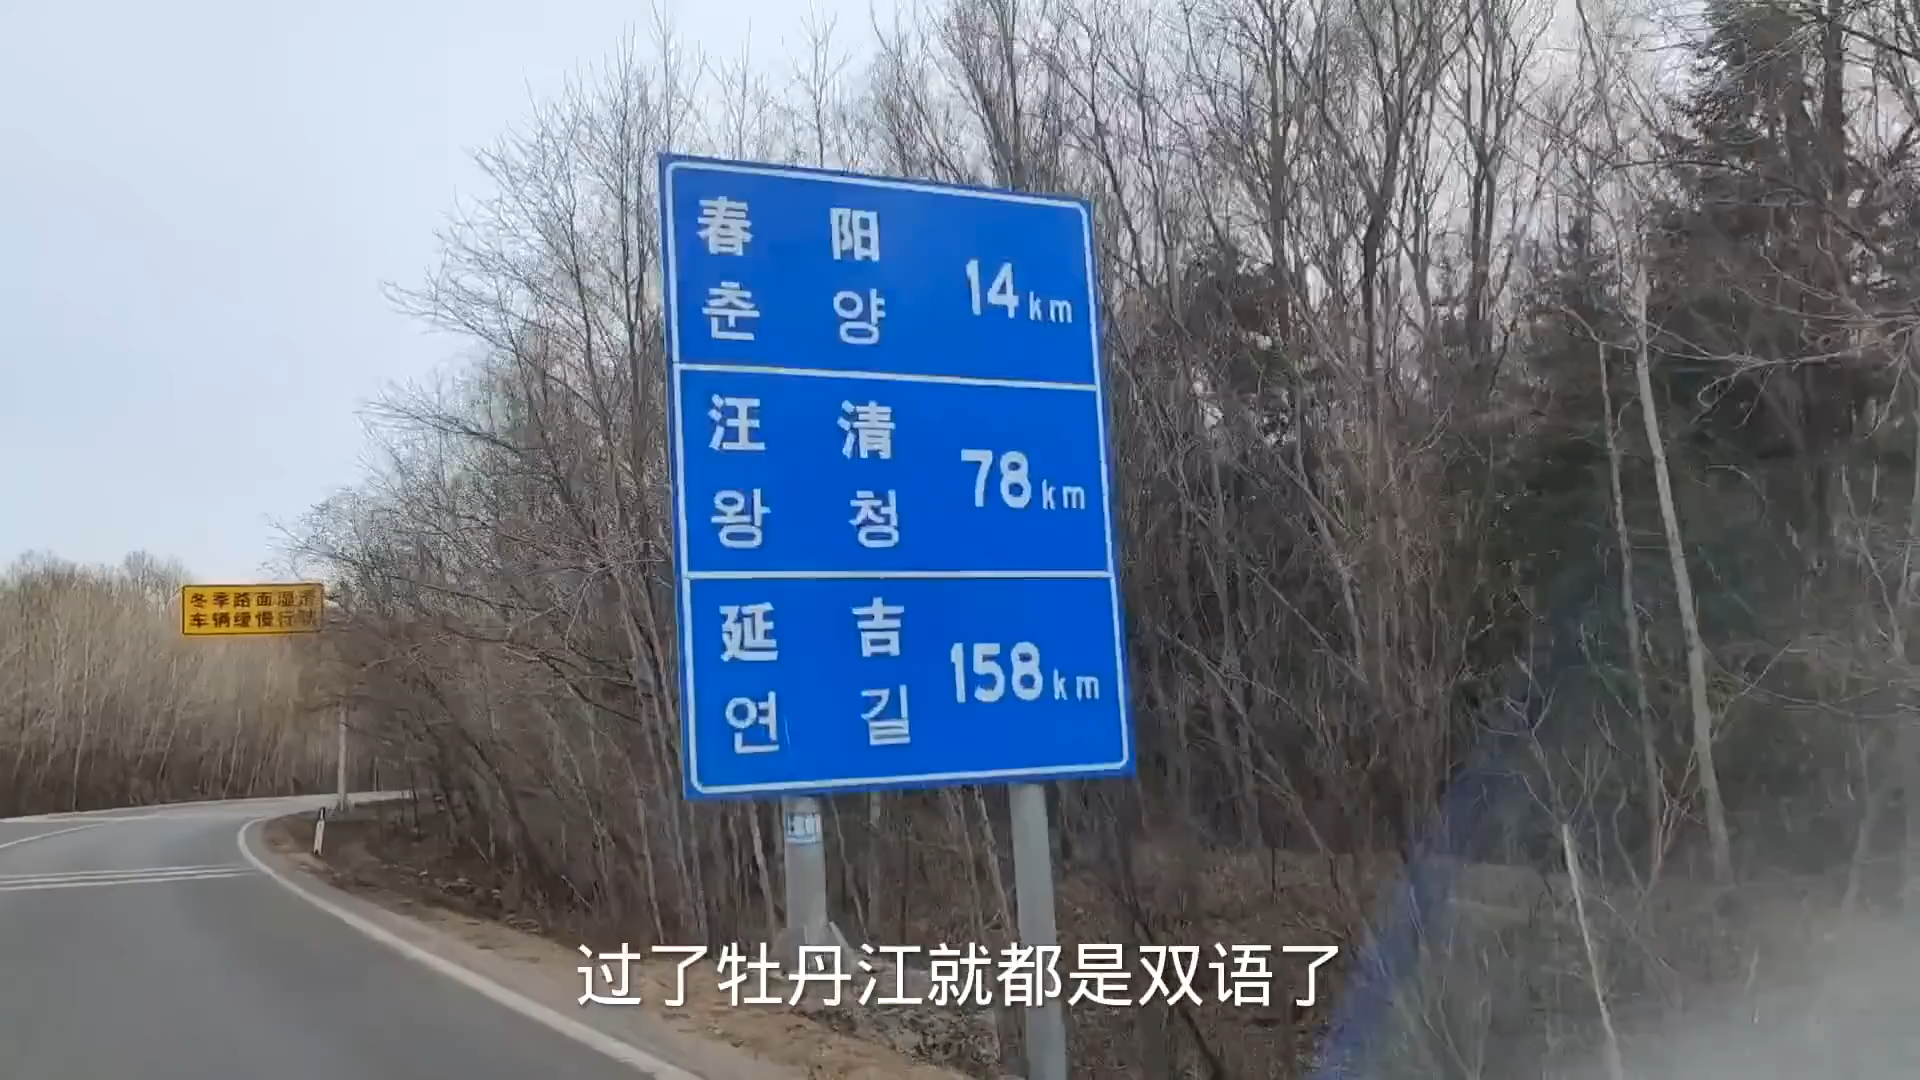 春 阳
춘 양
14km
汪 清
왕 청
78km
延 吉
연 길
158km
冬季路面湿滑
车辆缓慢行驶
过了牡丹江就都是双语了